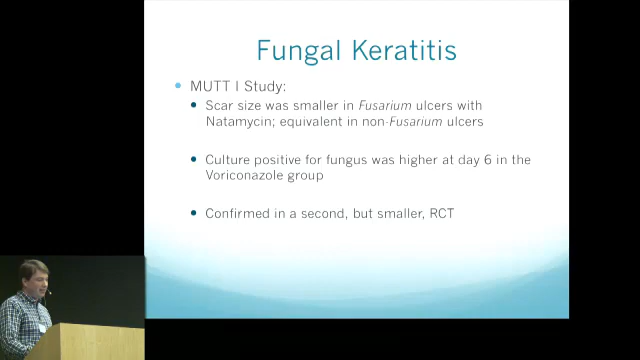 Fungal Keratitis
MUTT I Study:
Scar size was smaller in Fusarium ulcers with
Natamycin; equivalent in non-Fusarium ulcers
Culture positive for fungus was higher at day 6 in the
Voriconazole group
Confirmed in a second, but smaller, RCT